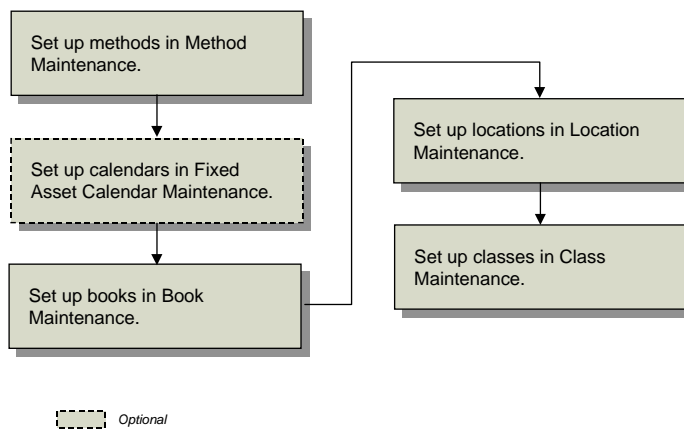 Set up methods in Method
Maintenance.
Set up calendars in Fixed
Asset Calendar Maintenance.
Set up books in Book
Maintenance.
Set up locations in Location
Maintenance.
Set up classes in Class
Maintenance.
Optional